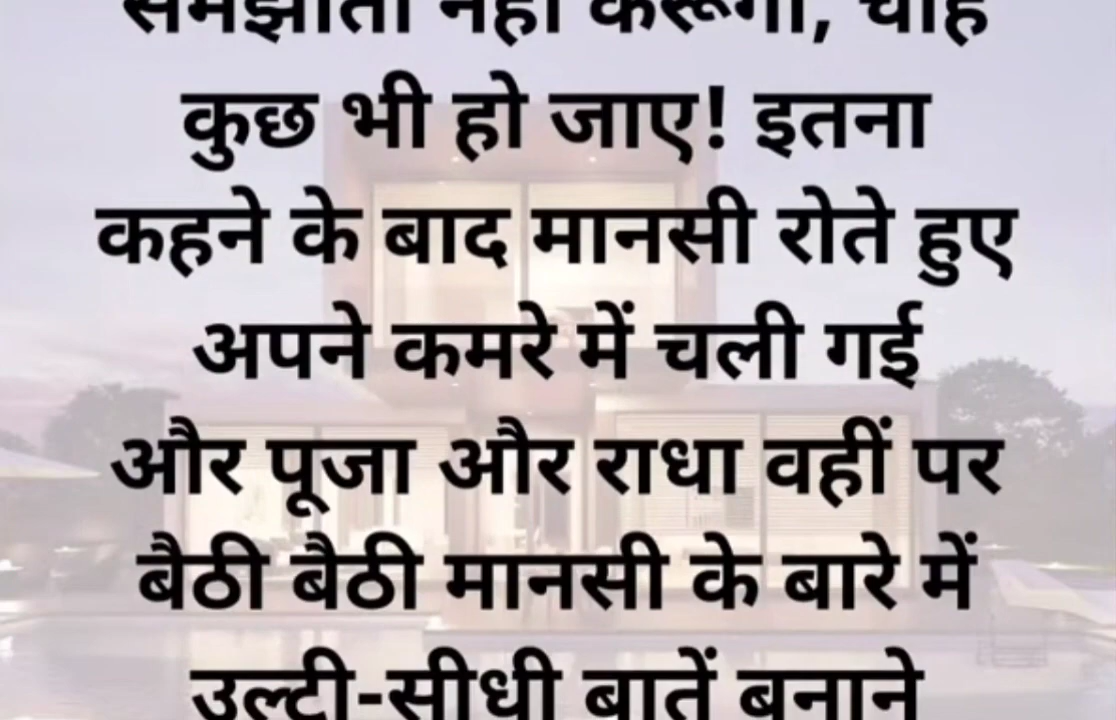 समझौता नहीं करूंगी, चाहे
कुछ भी हो जाए! इतना
कहने के बाद मानसी रोते हुए
अपने कमरे में चली गई
और पूजा और राधा वहीं पर
बैठी बैठी मानसी के बारे में
उल्टी-सीधी बातें बनाने